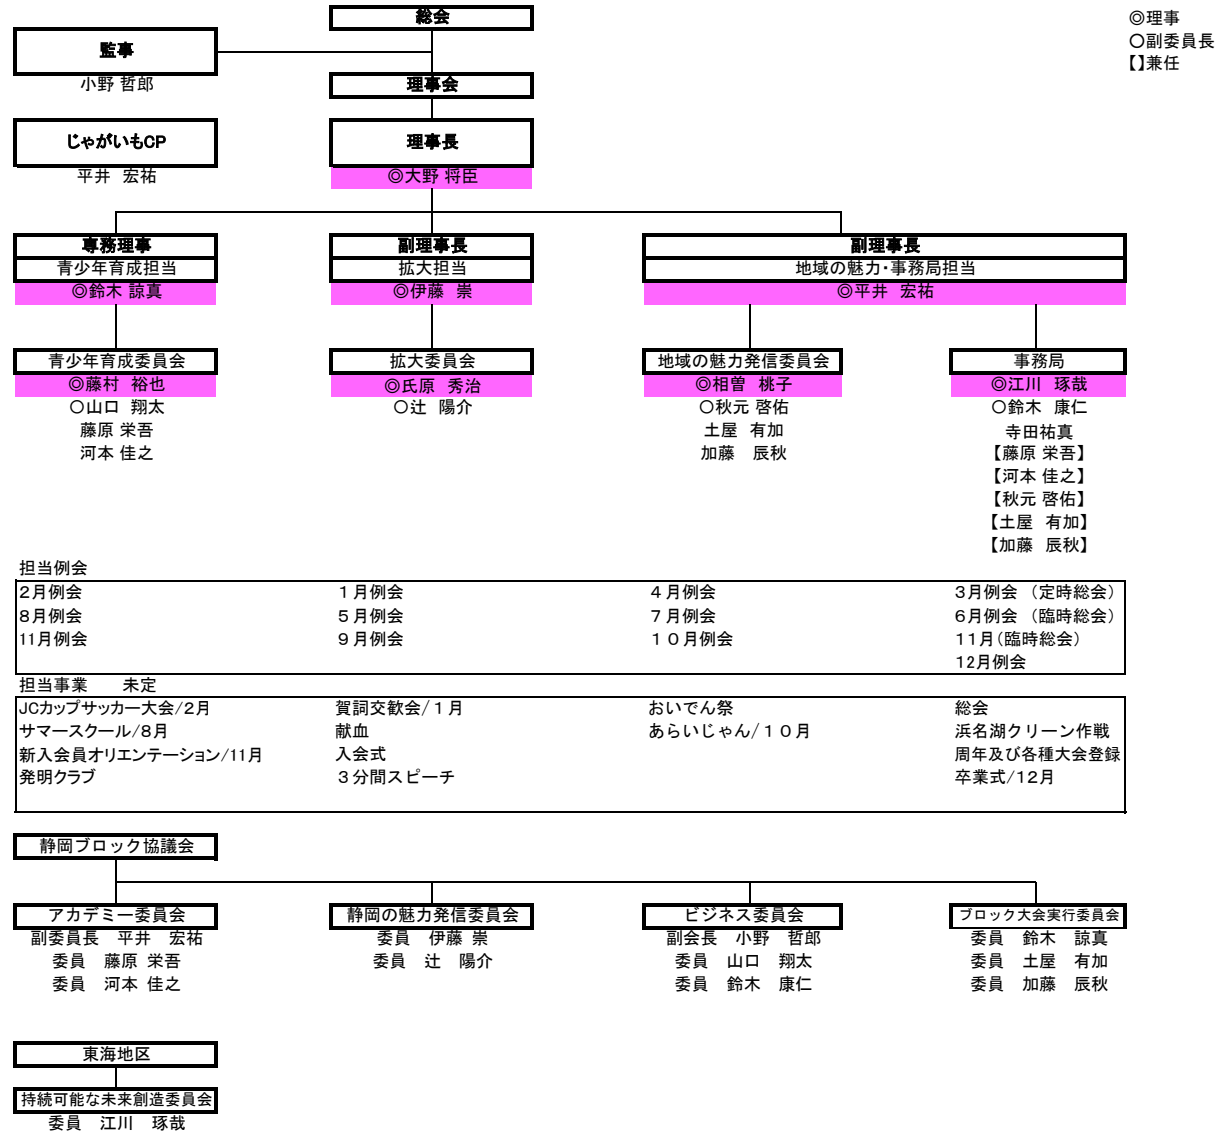 総会
◎理事
○副委員長
【】兼任
監事
小野 哲郎
理事会
じゃがいもCP
平井 宏祐
理事長
◎大野 将臣
専務理事
青少年育成担当
◎鈴木 諒真
副理事長
拡大担当
◎伊藤 崇
副理事長
地域の魅力・事務局担当
◎平井 宏祐
青少年育成委員会
◎藤村 裕也
○山口 翔太
藤原 栄吾
河本 佳之
拡大委員会
◎氏原 秀治
○辻 陽介
地域の魅力発信委員会
◎相曽 桃子
○秋元 啓佑
土屋 有加
加藤 辰秋
事務局
◎江川 琢哉
○鈴木 康仁
寺田祐真
【藤原 栄吾】
【河本 佳之】
【秋元 啓佑】
【土屋 有加】
【加藤 辰秋】
担当例会
2月例会
8月例会
11月例会
１月例会
５月例会
９月例会
４月例会
７月例会
１０月例会
3月例会 （定時総会）
6月例会 （臨時総会）
11月（臨時総会）
12月例会
担当事業 未定
JCカップサッカー大会/2月
サマースクール/8月
新入会員オリエンテーション/11月
発明クラブ
賀詞交歓会/１月
献血
入会式
３分間スピーチ
おいでん祭
あらいじゃん/１０月
総会
浜名湖クリーン作戦
周年及び各種大会登録
卒業式/12月
静岡ブロック協議会
アカデミー委員会
副委員長 平井 宏祐
委員 藤原 栄吾
委員 河本 佳之
静岡の魅力発信委員会
委員 伊藤 崇
委員 辻 陽介
ビジネス委員会
副会長 小野 哲郎
委員 山口 翔太
委員 鈴木 康仁
ブロック大会実行委員会
委員 鈴木 諒真
委員 土屋 有加
委員 加藤 辰秋
東海地区
持続可能な未来創造委員会
委員 江川 琢哉